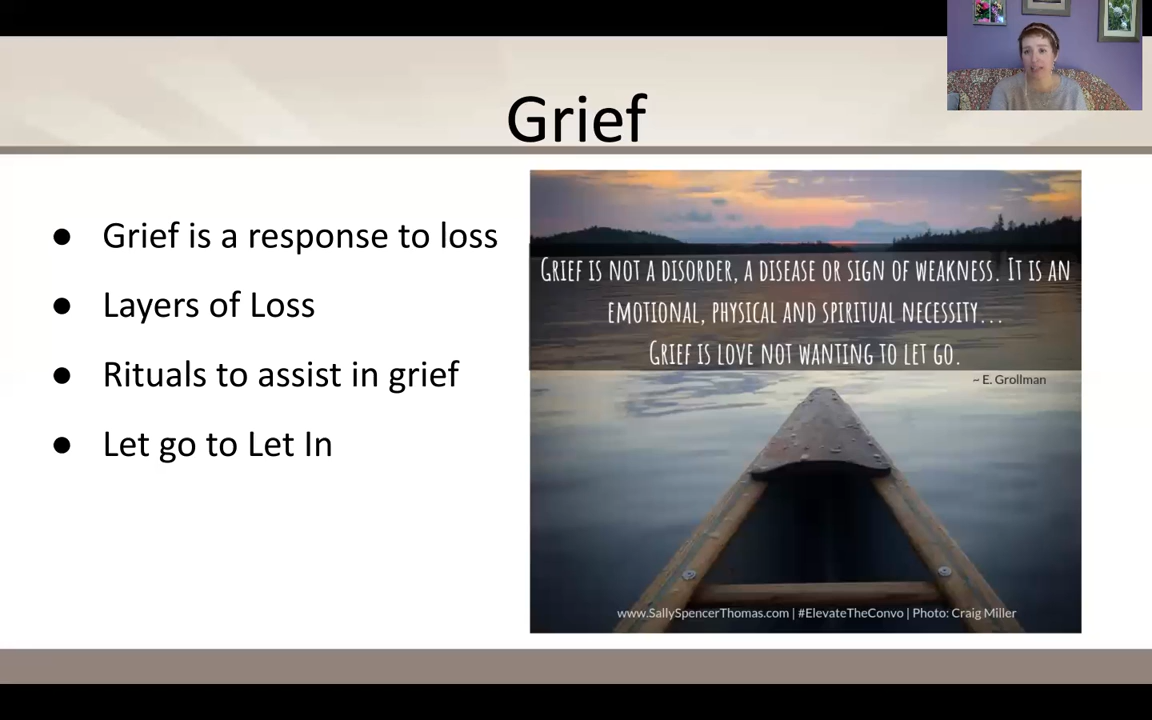 Grief
● Grief is a response to loss
● Layers of Loss
● Rituals to assist in grief
● Let go to Let In
GRIEF IS NOT A DISORDER, A DISEASE OR SIGN OF WEAKNESS. IT IS AN
EMOTIONAL, PHYSICAL AND SPIRITUAL NECESSITY...
GRIEF IS LOVE NOT WANTING TO LET GO.
~ E. Grollman
www.SallySpencerThomas.com | #ElevateTheConvo | Photo: Craig Miller